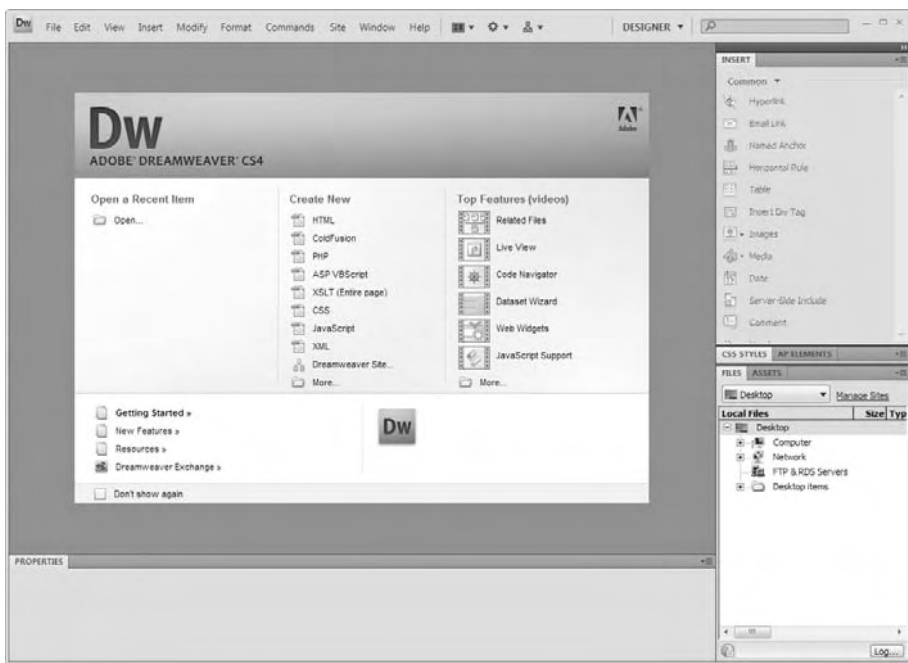 Dw File Edit View Insert Modify Format Commands Site Window Help DESIGNER
INSERT
Common
Hyperlink
Email Link
Named Anchor
Horizontal Rule
Table
Insert Div Tag
Images
Media
Date
Server-Side Include
Comment
Dw
ADOBE® DREAMWEAVER® CS4
Adobe
Open a Recent Item
Open...
Create New
HTML
ColdFusion
PHP
ASP VBScript
XSLT (Entire page)
CSS
JavaScript
XML
Dreamweaver Site...
More...
Top Features (videos)
Related Files
Live View
Code Navigator
Dataset Wizard
Web Widgets
JavaScript Support
More...
Getting Started »
New Features »
Resources »
Dreamweaver Exchange »
Dw
Don't show again
CSS STYLES AP ELEMENTS
FILES ASSETS
Desktop Manage Sites
Local Files Size Typ
Desktop
Computer
Network
FTP & RDS Servers
Desktop items
Log...
PROPERTIES